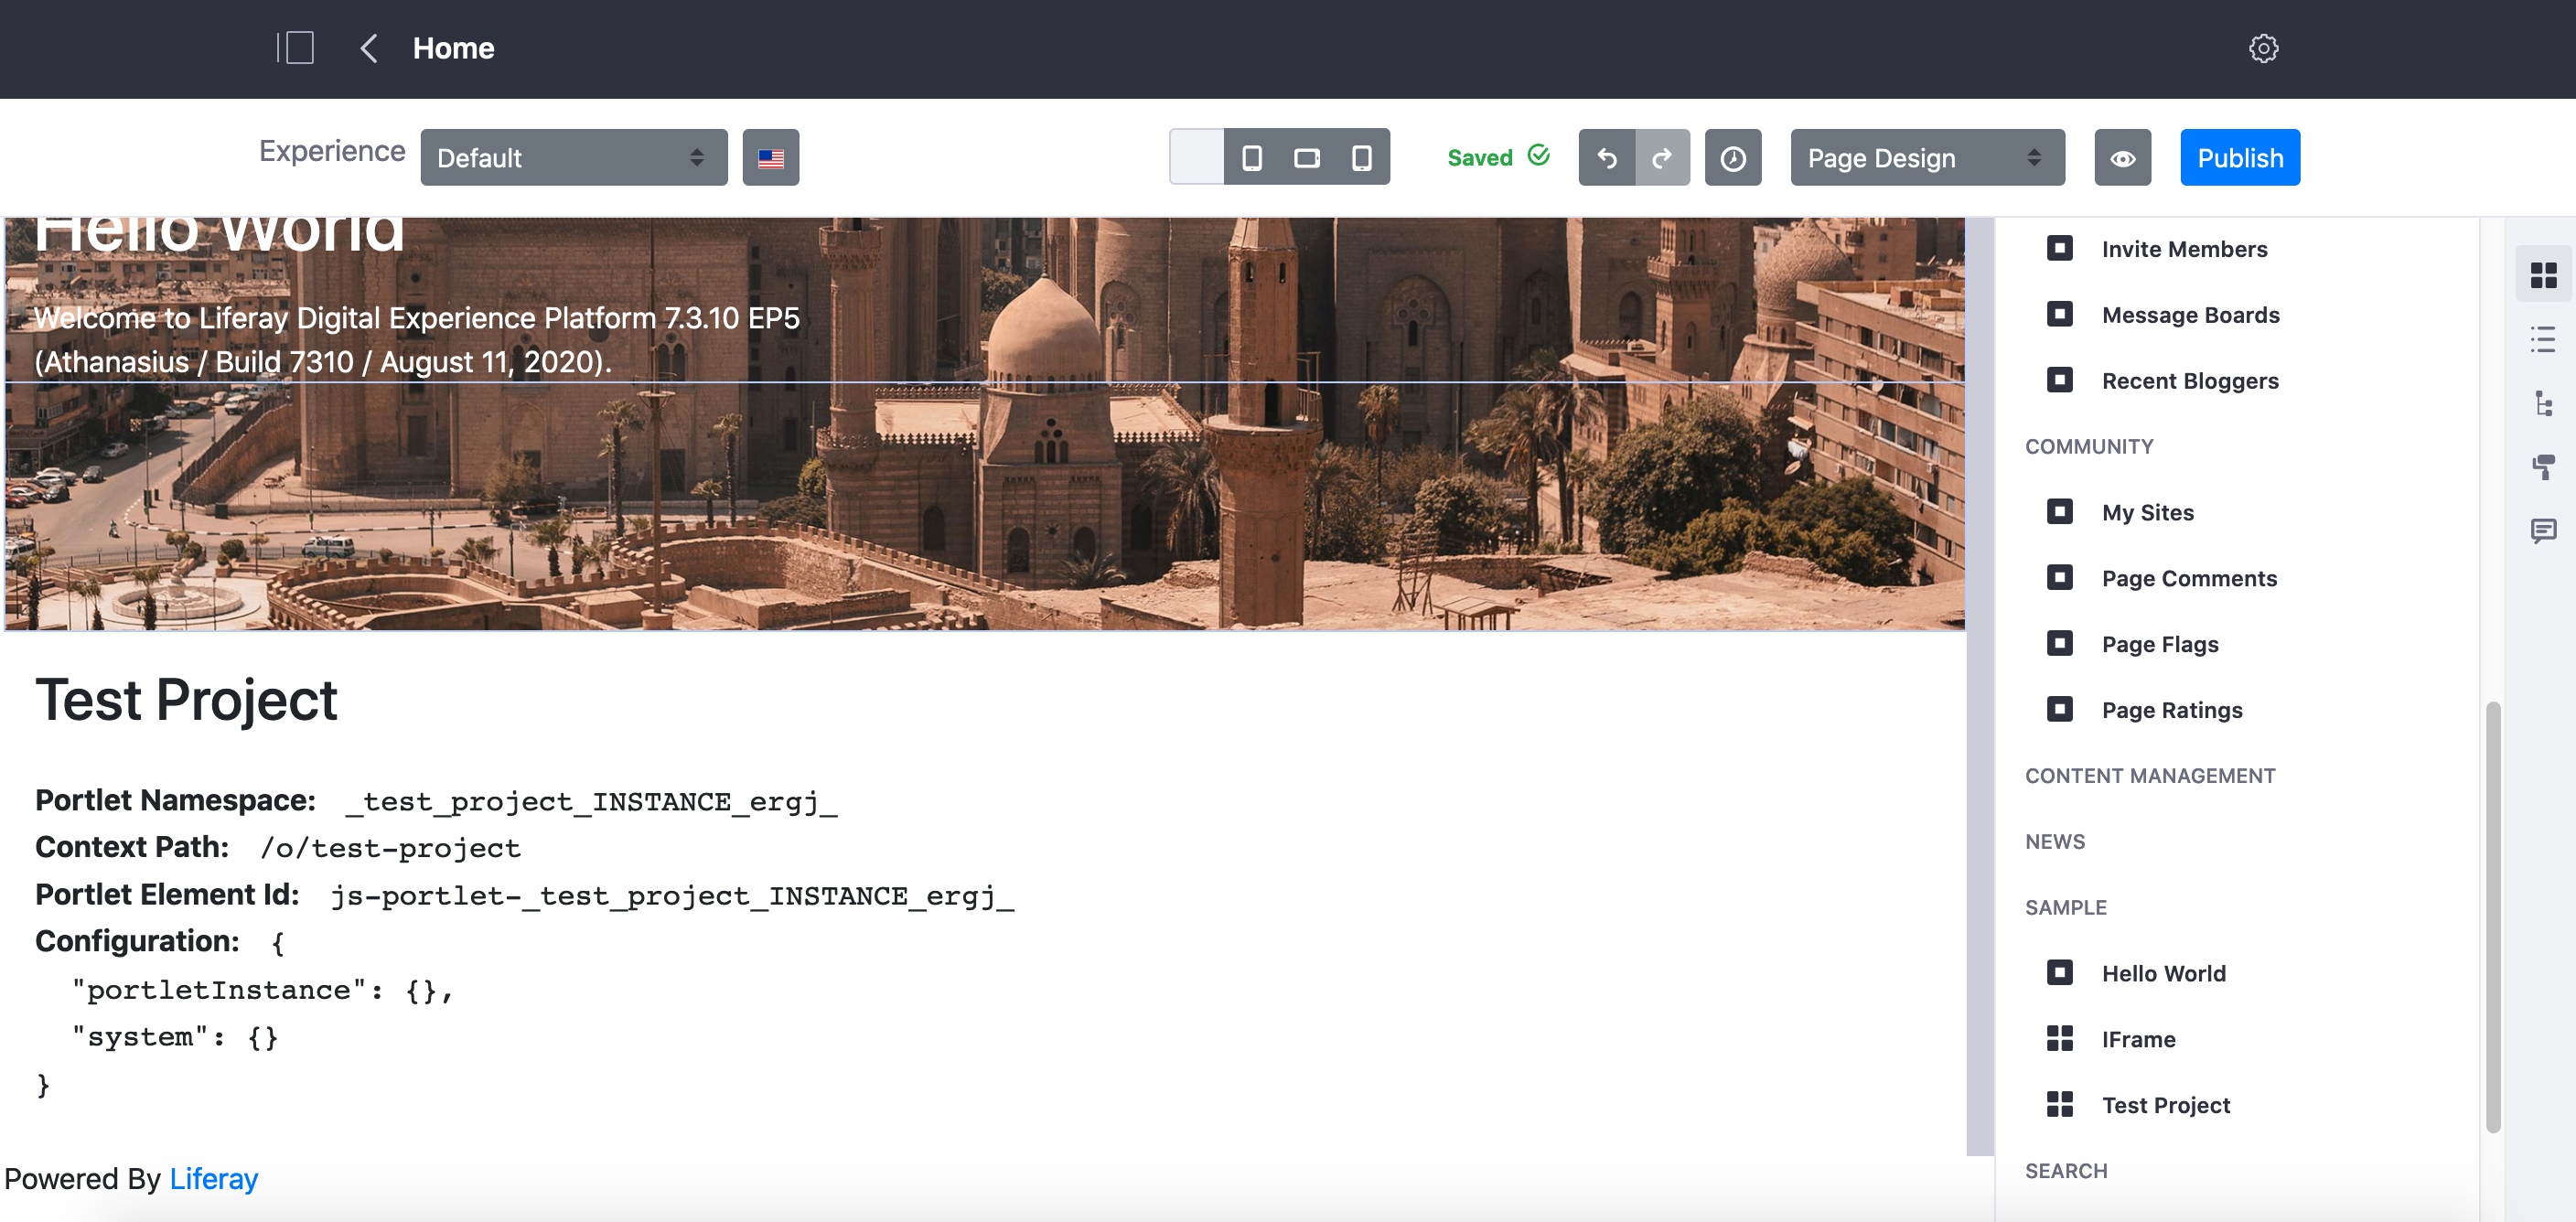 Home
Experience
Default
Saved
Page Design
Publish
Hello World
Welcome to Liferay Digital Experience Platform 7.3.10 EP5
(Athanasius / Build 7310 / August 11, 2020).
Test Project
Portlet Namespace: _test_project_INSTANCE_ergj_
Context Path: /o/test-project
Portlet Element Id: js-portlet-_test_project_INSTANCE_ergj_
Configuration: {
"portletInstance": {},
"system": {}
}
Powered By Liferay
Invite Members
Message Boards
Recent Bloggers
COMMUNITY
My Sites
Page Comments
Page Flags
Page Ratings
CONTENT MANAGEMENT
NEWS
SAMPLE
Hello World
IFrame
Test Project
SEARCH